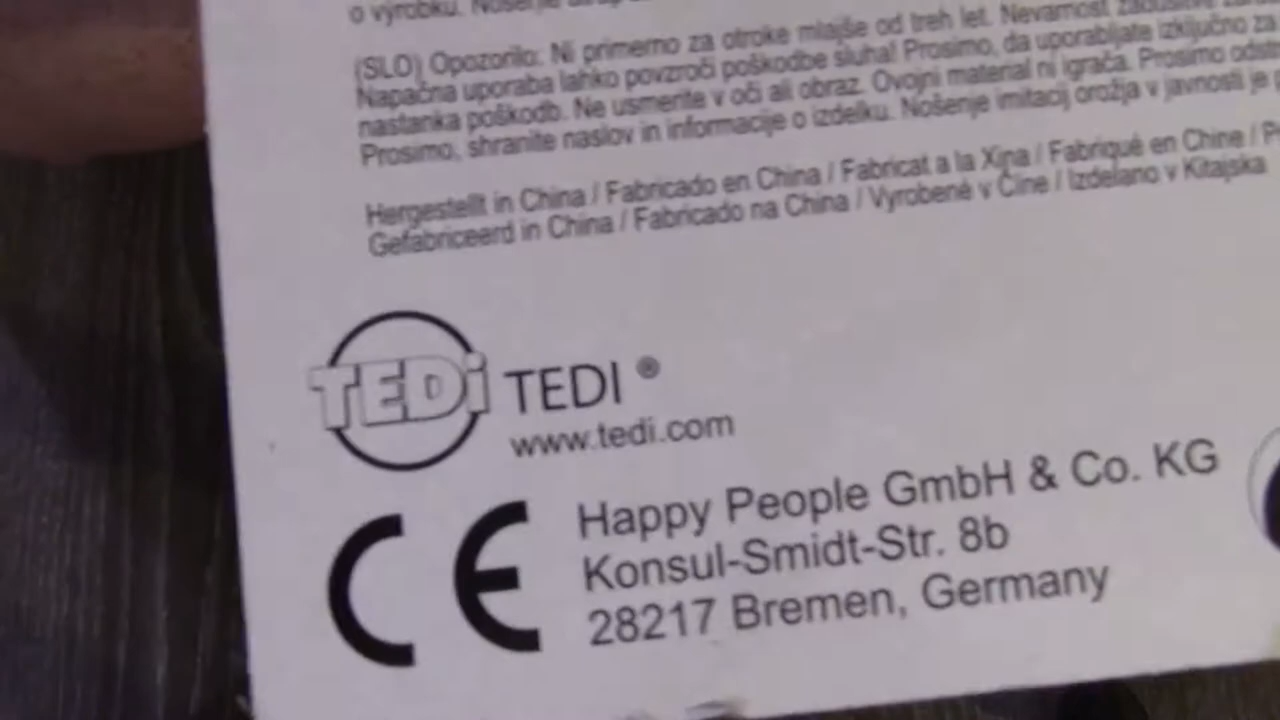 o výrobku. Nošenie
(SLO) Opozorilo: Ni primerno za otroke mlajše od treh let. Nevarnost zadušitve
Napačna uporaba lahko povzroči poškodbe sluha! Prosimo, da uporabljate izključno za
nastanka poškodb. Ne usmerite v oči ali obraz. Ovojni material ni igrača. Prosimo
Prosimo, shranite naslov in informacije o izdelku. Nošenje imitacij orožja v javnosti je
Hergestellt in China / Fabricado en China / Fabricat a la Xina / Fabriqué en Chine /
Gefabriceerd in China / Fabricado na China / Vyrobené v Číne / Izdelano v Kitajska
TEDi TEDI ®
www.tedi.com
CE Happy People GmbH & Co. KG
Konsul-Smidt-Str. 8b
28217 Bremen, Germany